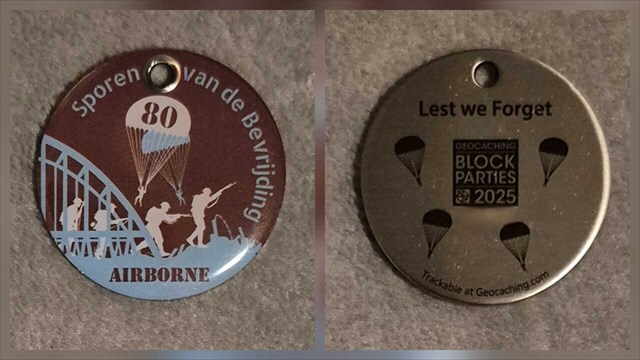 Sporen van de Bevrijding
80
AIRBORNE
Lest we Forget
GEOCACHING
BLOCK
PARTIES
2025
Trackable at Geocaching.com